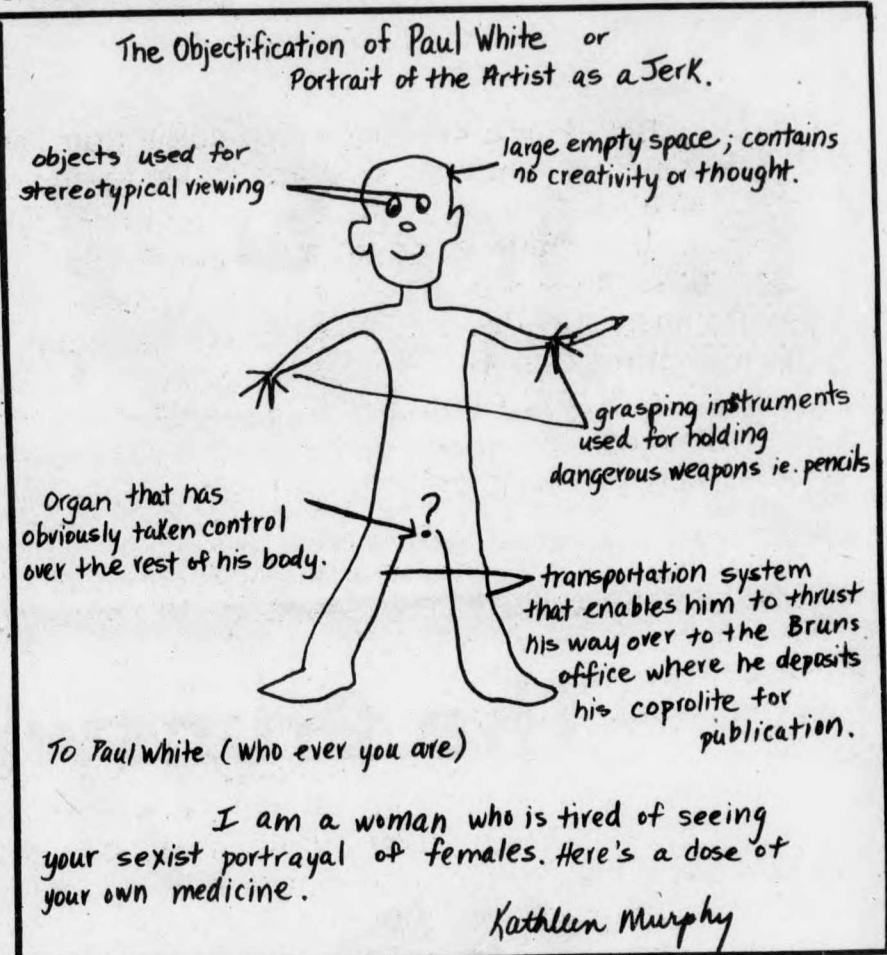 The Objectification of Paul White or
Portrait of the Artist as a Jerk.
objects used for
stereotypical viewing
large empty space; contains
no creativity or thought.
grasping instruments
used for holding
dangerous weapons ie. pencils
Organ that has
obviously taken control
over the rest of his body.
?
transportation system
that enables him to thrust
his way over to the Bruns
office where he deposits
his coprolite for
publication.
To Paul White (who ever you are)
I am a woman who is tired of seeing
your sexist portrayal of females. Here's a dose of
your own medicine.
Kathleen Murphy